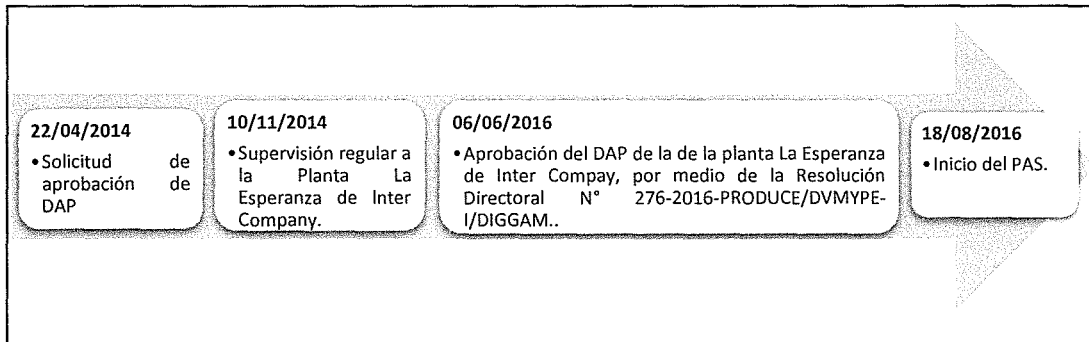 22/04/2014
•Solicitud de
aprobación de
DAP
10/11/2014
•Supervisión regular a
la Planta La
Esperanza de Inter
Company.
06/06/2016
•Aprobación del DAP de la de la planta La Esperanza
de Inter Compay, por medio de la Resolución
Directoral N° 276-2016-PRODUCE/DVMYPE-
I/DIGGAM..
18/08/2016
•Inicio del PAS.